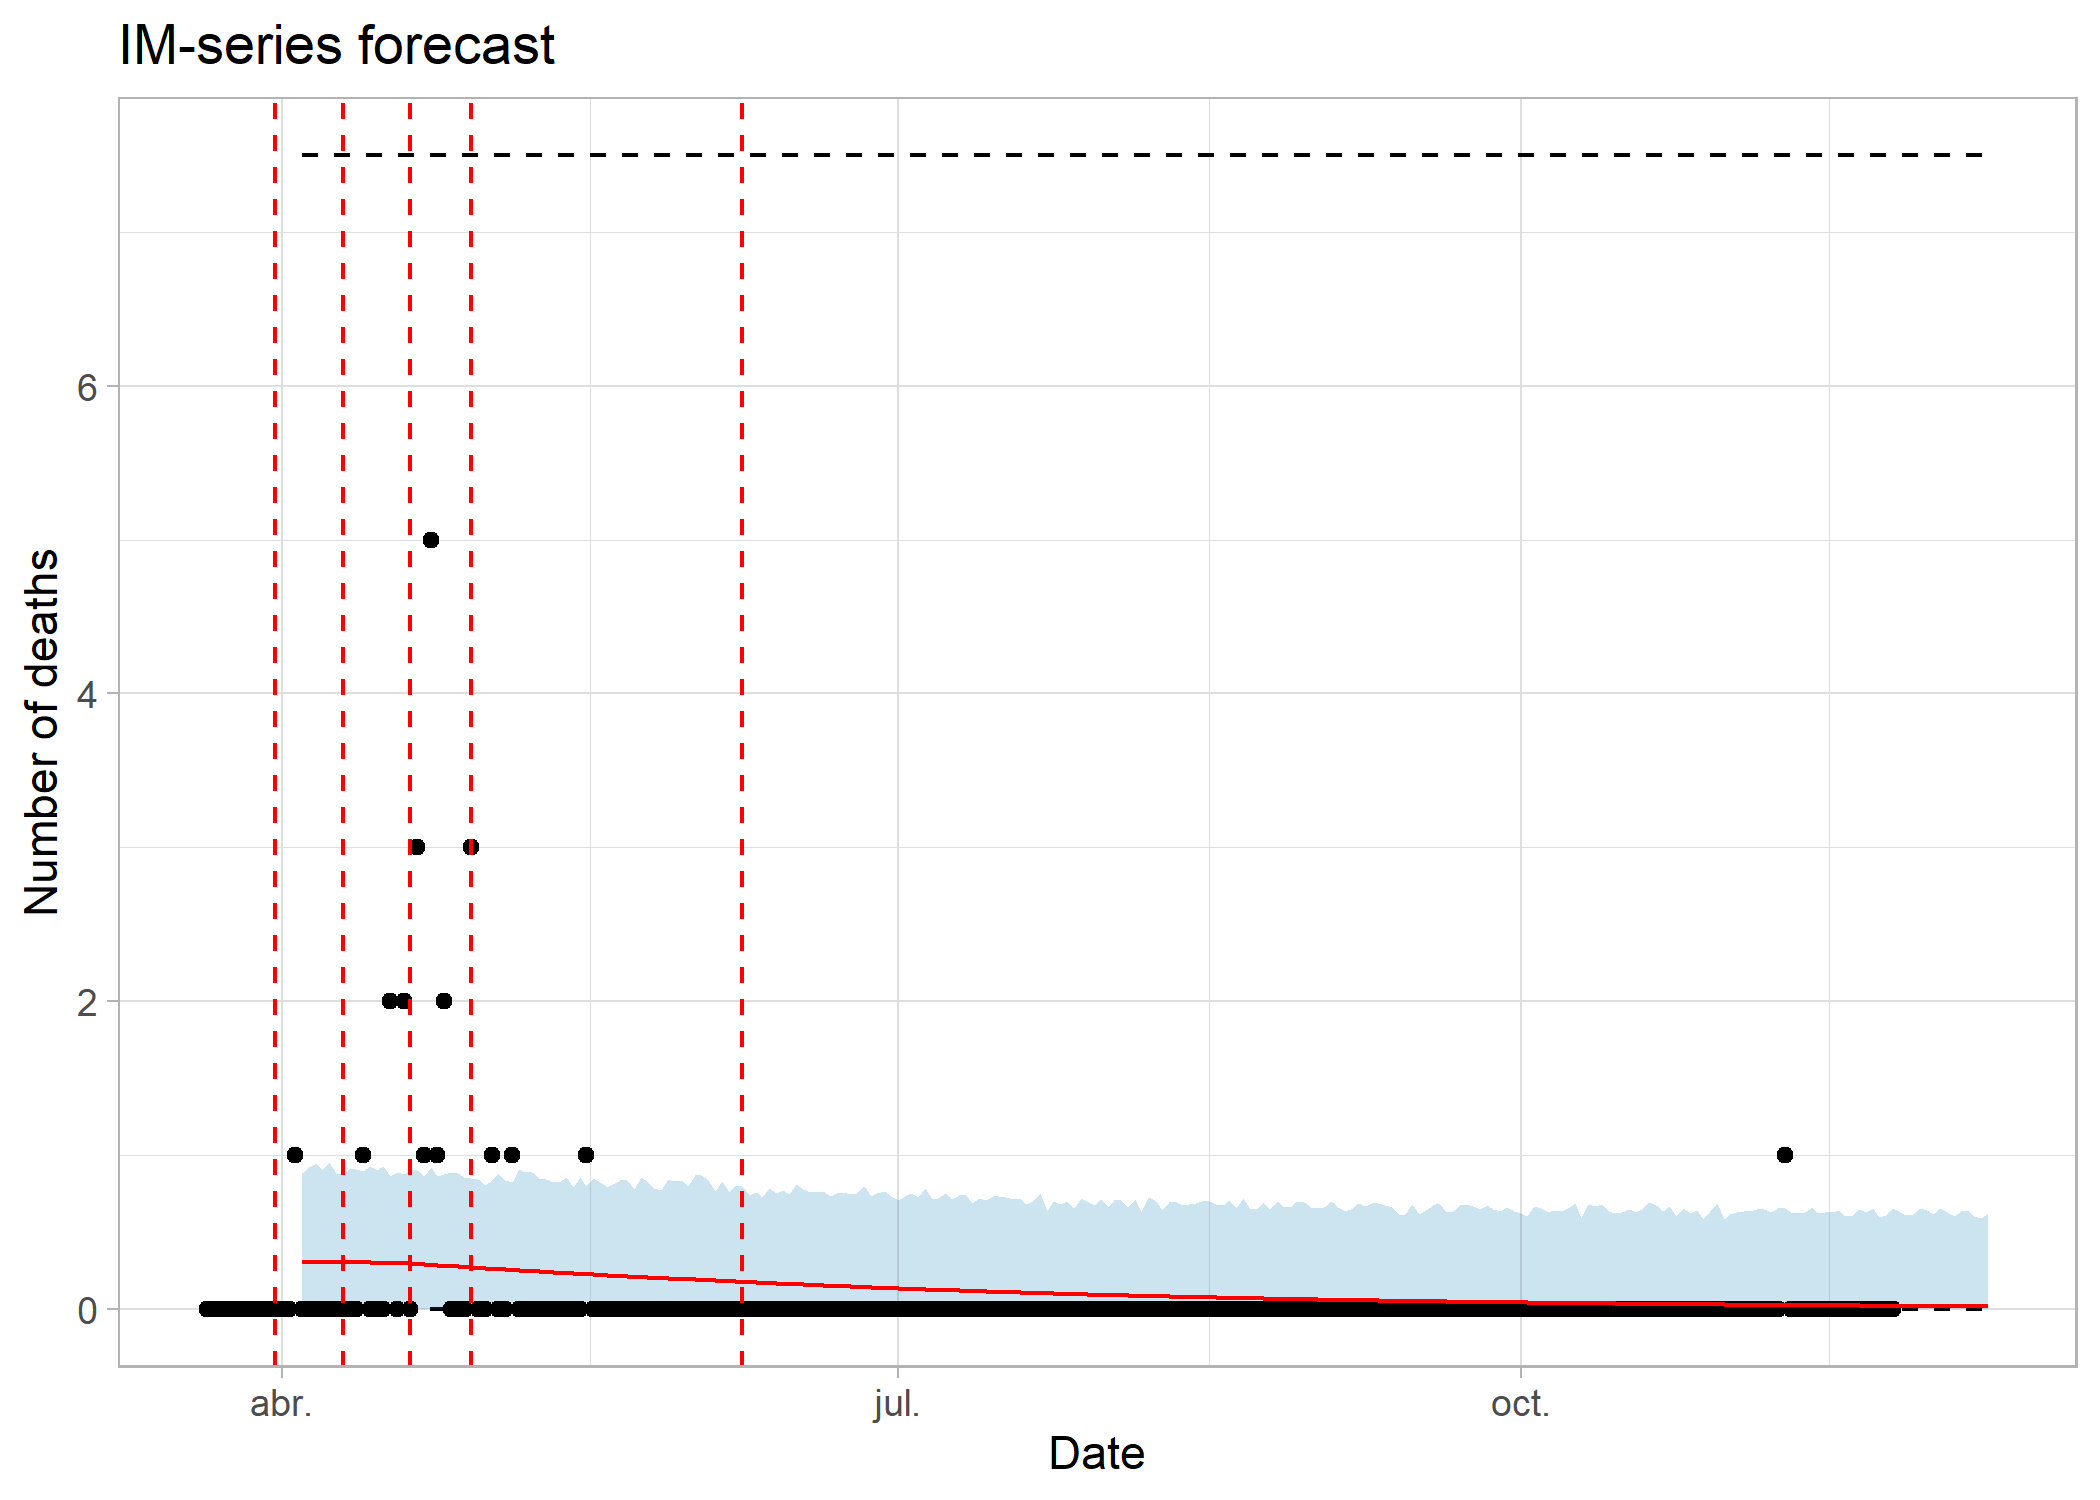 IM-series forecast
Number of deaths
6
4
2
0
abr.
jul.
oct.
Date